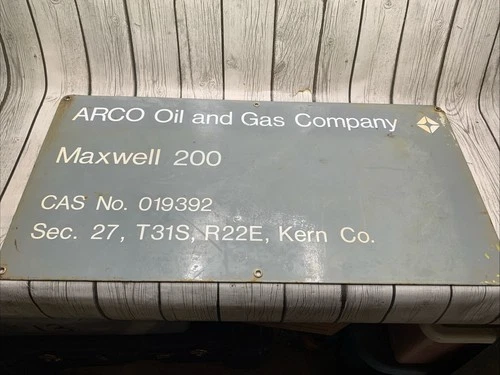 ARCO Oil and Gas Company
Maxwell 200
CAS No. 019392
Sec. 27, T31S, R22E, Kern Co.